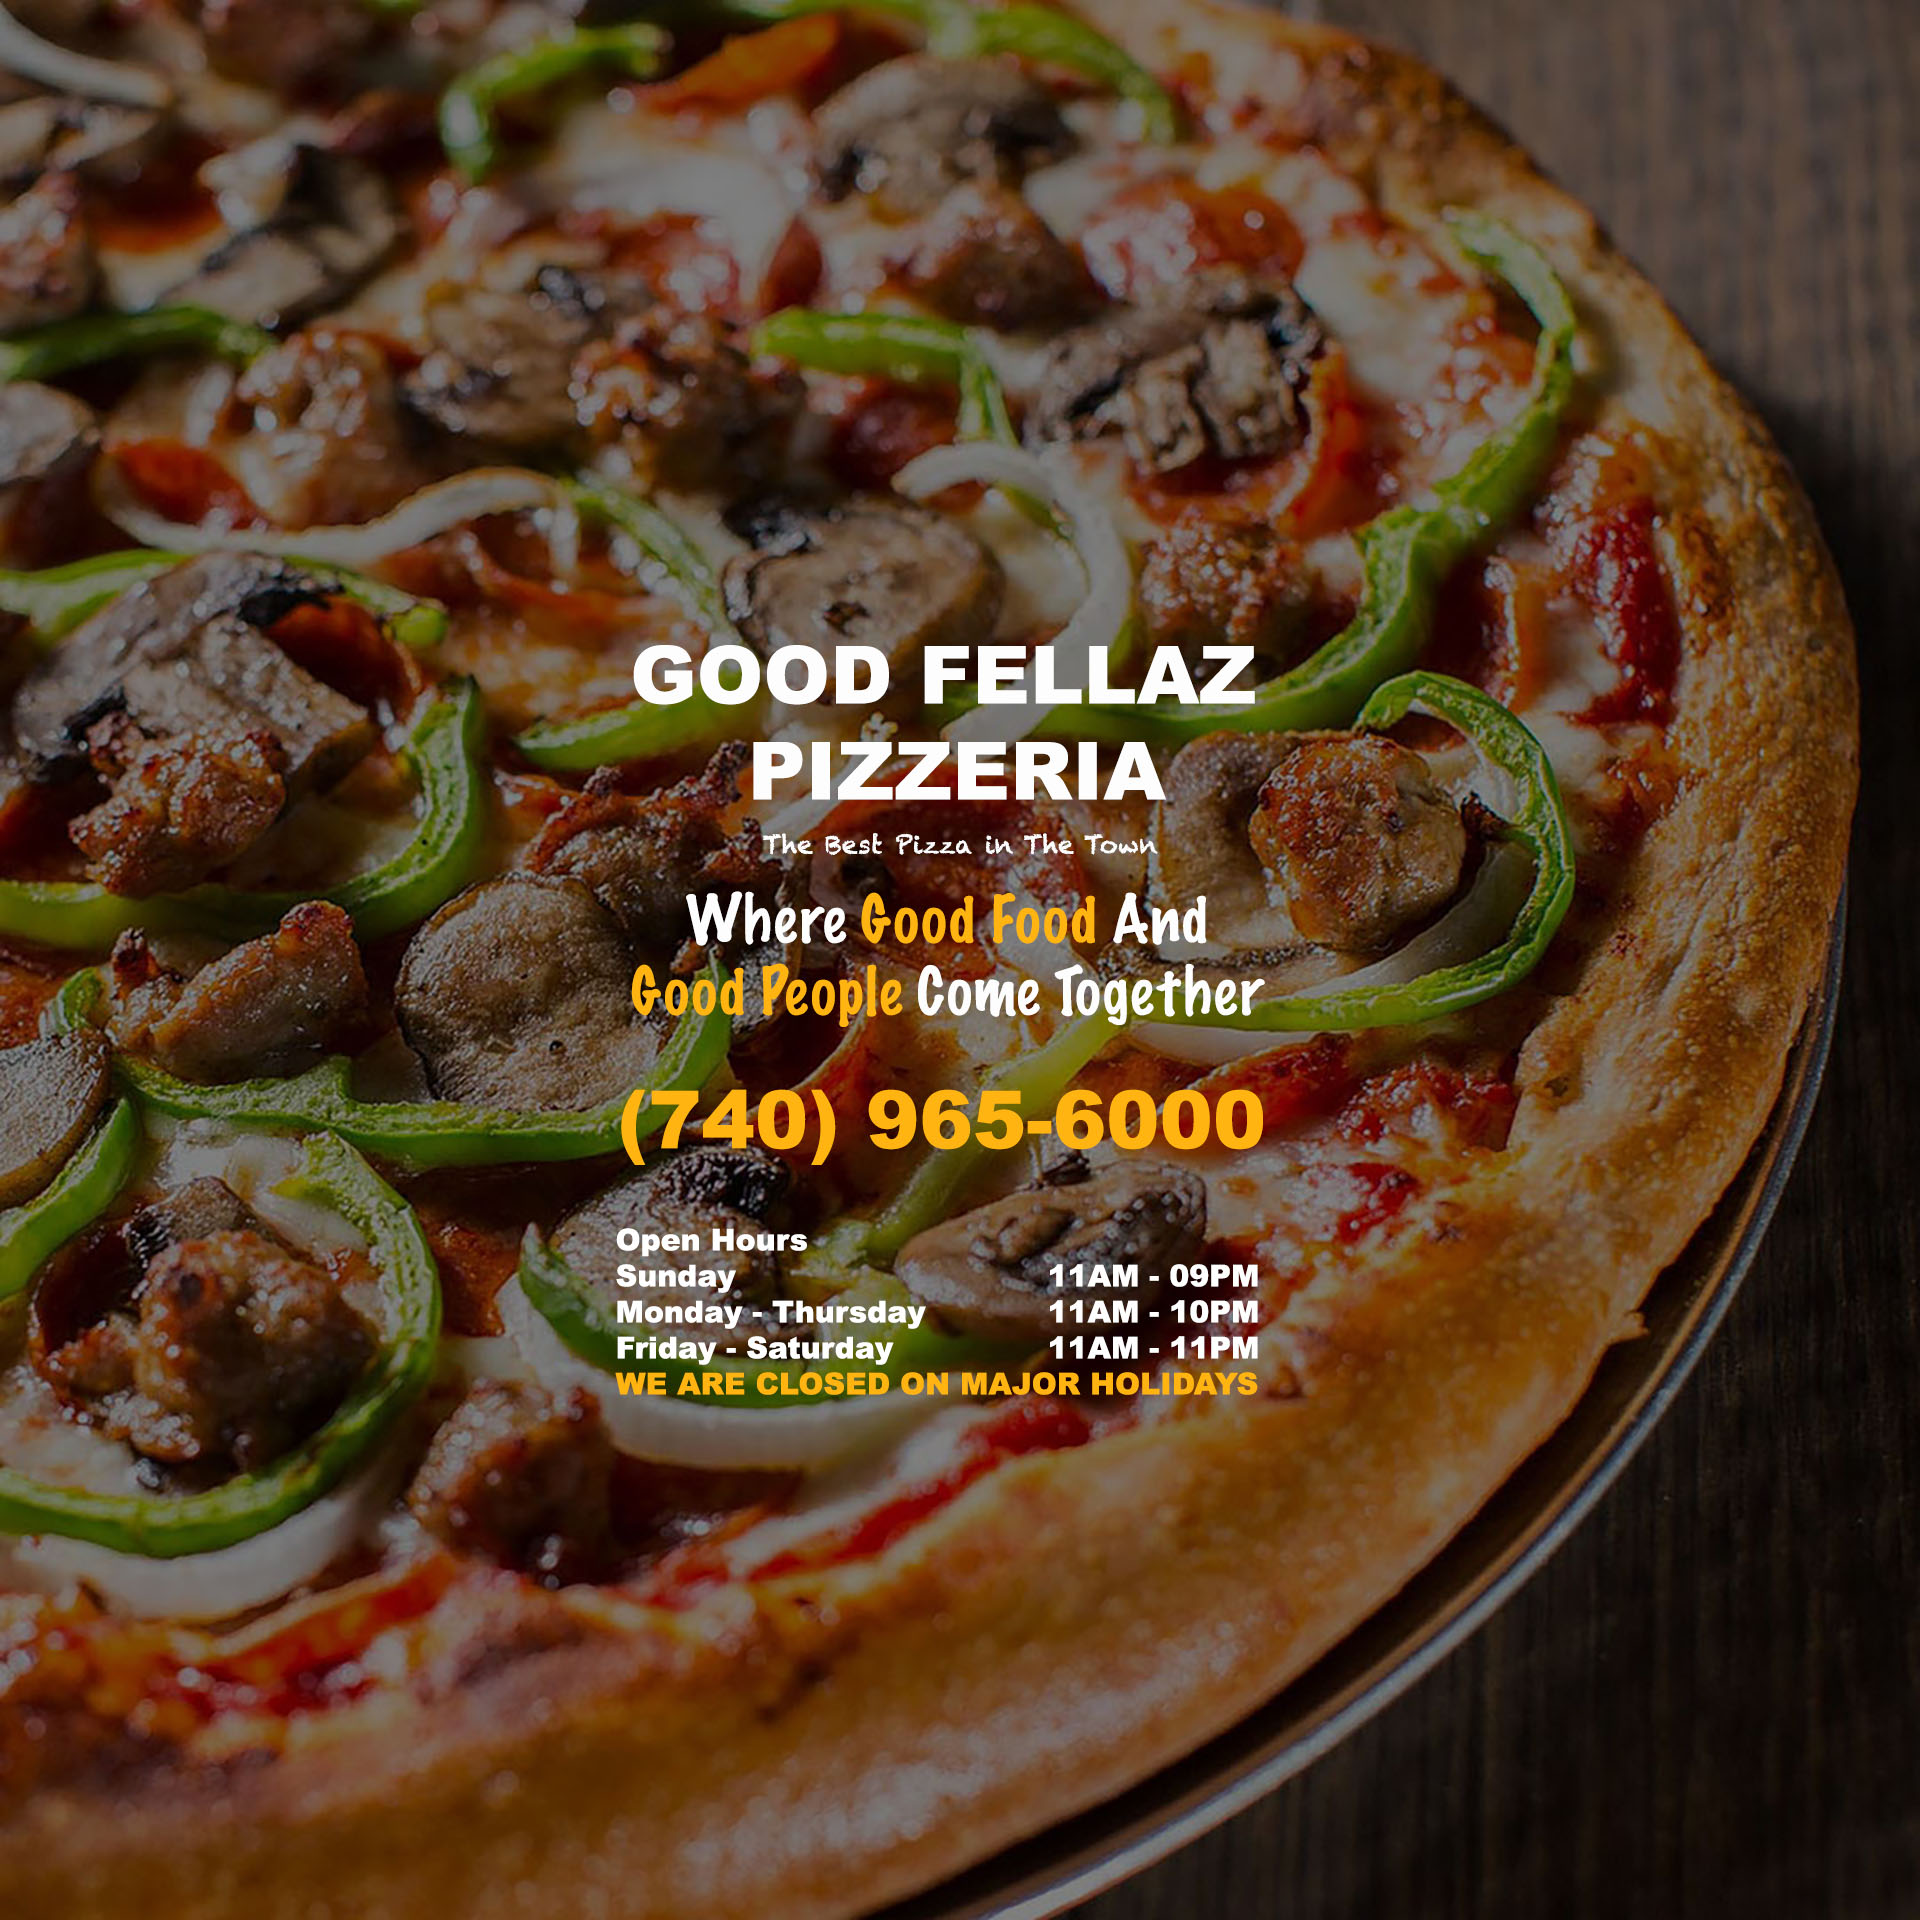 GOOD FELLAZ
PIZZERIA
The Best Pizza in The Town
Where Good Food And
Good People Come Together
(740) 965-6000
Open Hours
Sunday 11AM - 09PM
Monday - Thursday 11AM - 10PM
Friday - Saturday 11AM - 11PM
WE ARE CLOSED ON MAJOR HOLIDAYS